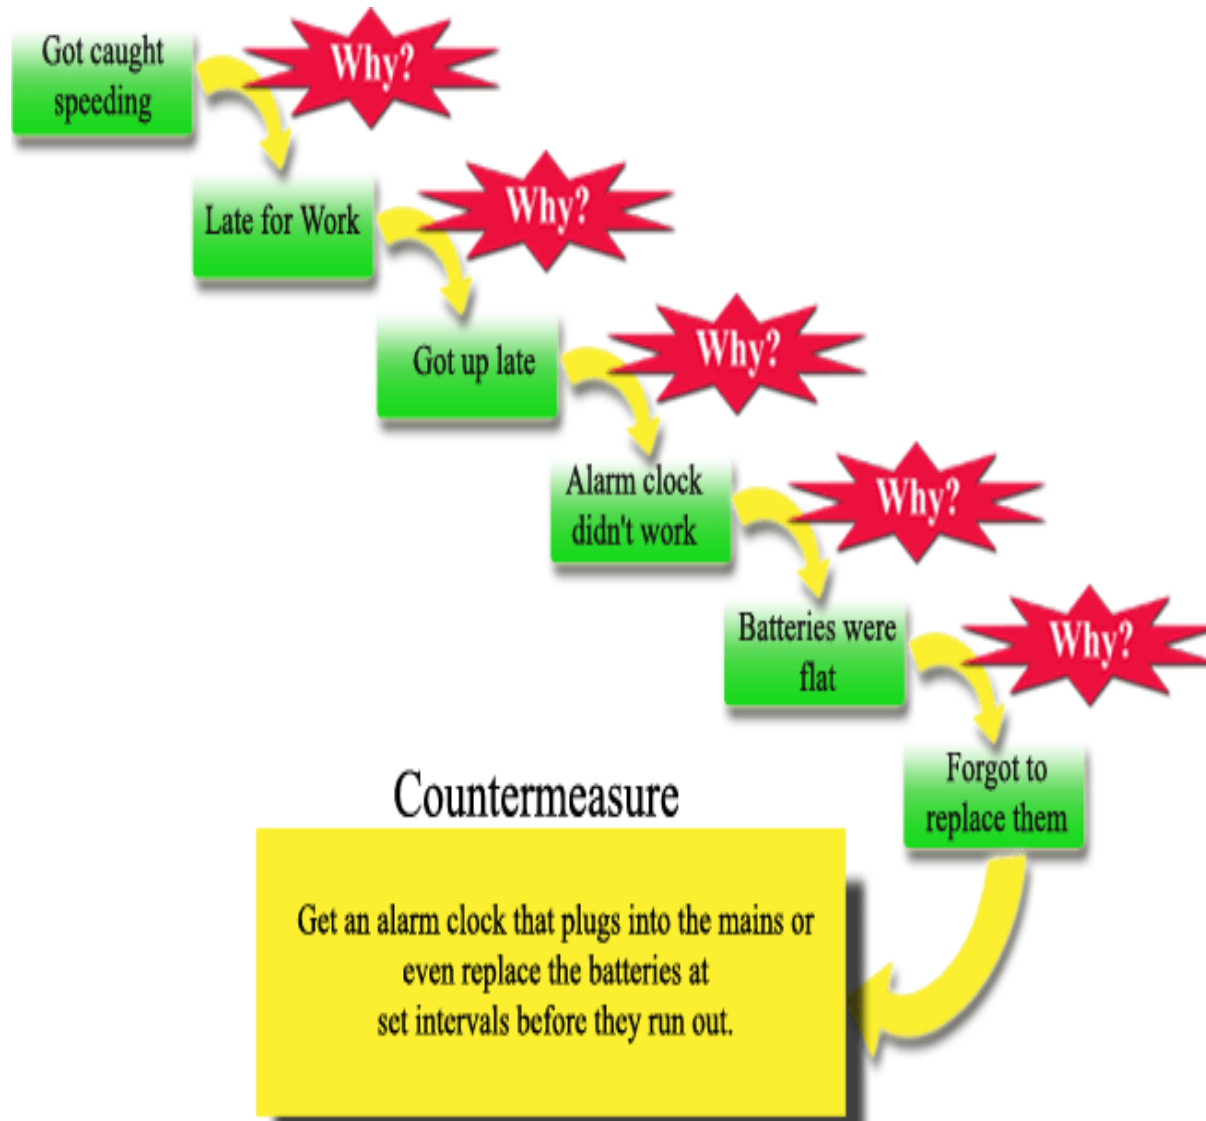 Got caught
speeding
Why?
Late for Work
Why?
Got up late
Why?
Alarm clock
didn't work
Why?
Batteries were
flat
Why?
Forgot to
replace them
Countermeasure
Get an alarm clock that plugs into the mains or
even replace the batteries at
set intervals before they run out.